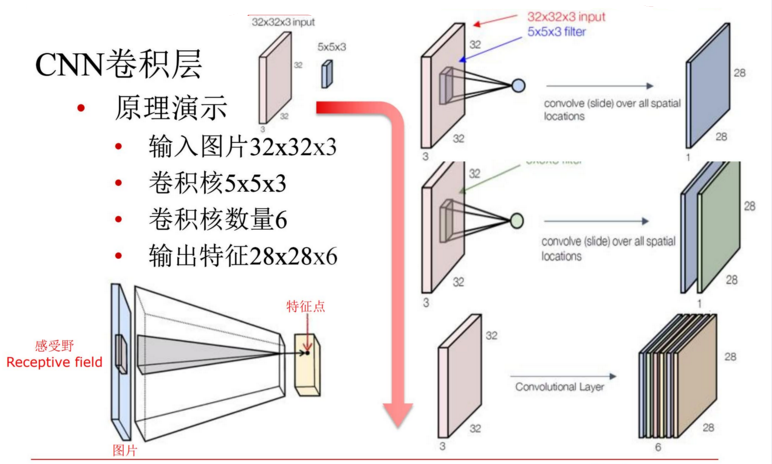 CNN卷积层
• 原理演示
• 输入图片32x32x3
• 卷积核5x5x3
• 卷积核数量6
• 输出特征28x28x6
32x32x3 input
5x5x3
32
32
3
32x32x3 input
5x5x3 filter
32
32
3
convolve (slide) over all spatial
locations
28
28
1
32
32
3
convolve (slide) over all spatial
locations
28
28
1
32
32
3
Convolutional Layer
28
28
6
特征点
感受野
Receptive field
图片